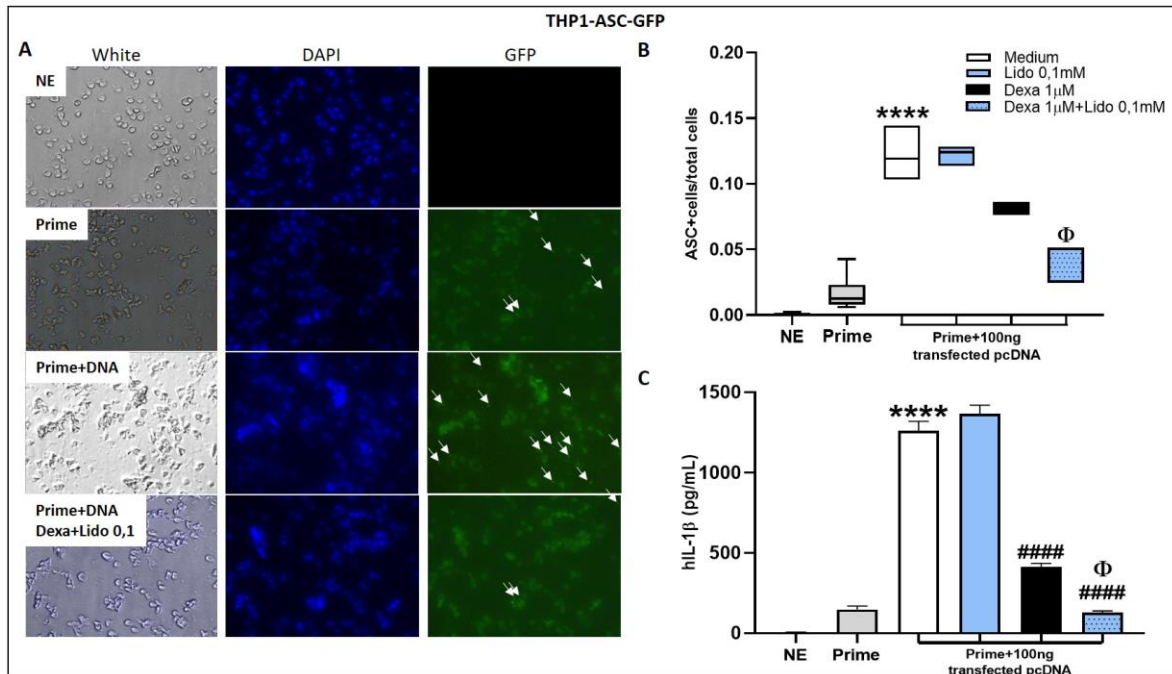 THP1-ASC-GFP
A
White
DAPI
GFP
NE
Prime
Prime+DNA
Prime+DNA
Dexa+Lido 0,1
B
0.20
0.15
0.10
0.05
0.00
ASC+cells/total cells
Medium
Lido 0,1mM
Dexa 1µM
Dexa 1µM+Lido 0,1mM
****
Φ
NE
Prime
Prime+100ng
transfected pcDNA
C
1500
1000
500
0
hIL-1β (pg/mL)
****
####
Φ
####
NE
Prime
Prime+100ng
transfected pcDNA